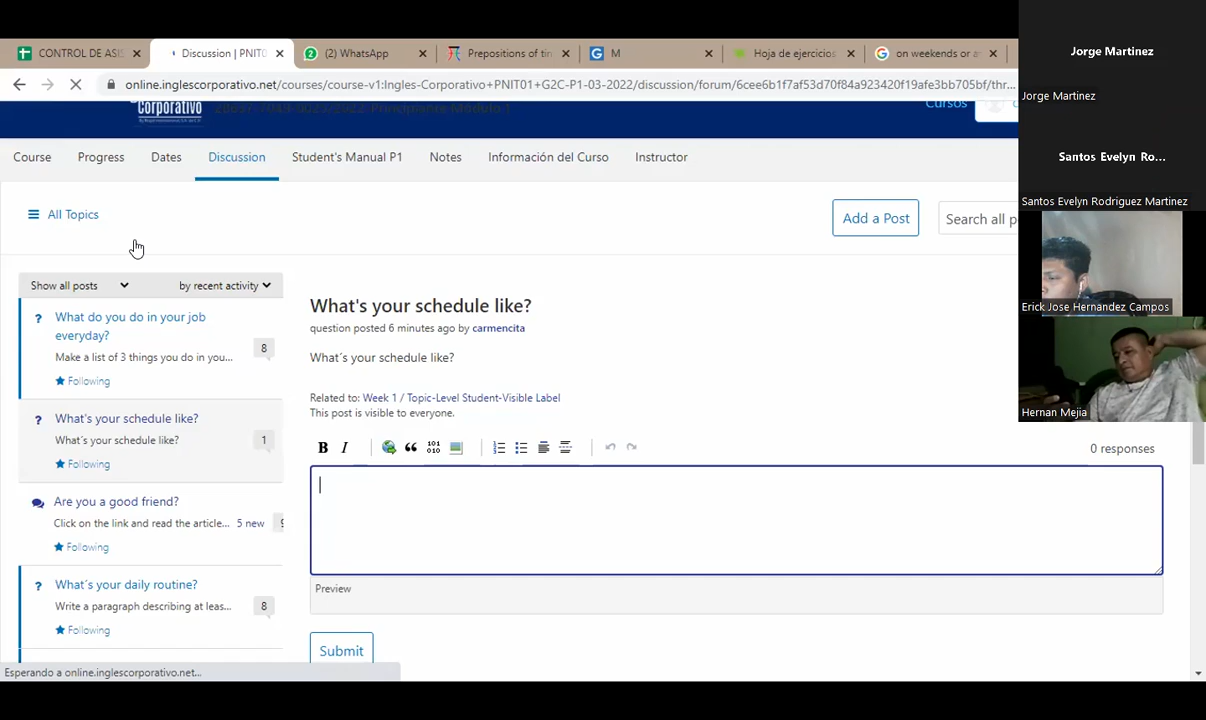 CONTROL DE ASI
Discussion | PNIT0
(2) WhatsApp
Prepositions of tim
M
Hoja de ejercicios
on weekends or a
online.inglescorporativo.net/courses/course-v1:Ingles-Corporativo+PNIT01+G2C-P1-03-2022/discussion/forum/6cee6b1f7af53d70f84a923420f19afe3bb705bf/thr...
Corporativo
Cursos
Course
Progress
Dates
Discussion
Student's Manual P1
Notes
Información del Curso
Instructor
All Topics
Add a Post
Search all p
Show all posts
by recent activity
What do you do in your job
everyday?
Make a list of 3 things you do in you...
8
Following
What's your schedule like?
What´s your schedule like?
1
Following
Are you a good friend?
Click on the link and read the article...
5 new
Following
What´s your daily routine?
Write a paragraph describing at leas...
8
Following
What's your schedule like?
question posted 6 minutes ago by carmencita
What´s your schedule like?
Related to: Week 1 / Topic-Level Student-Visible Label
This post is visible to everyone.
B I
101
010
0 responses
Preview
Submit
Esperando a online.inglescorporativo.net...
Jorge Martinez
Jorge Martinez
Santos Evelyn Ro...
Santos Evelyn Rodriguez Martinez
Erick Jose Hernandez Campos
Hernan Mejia